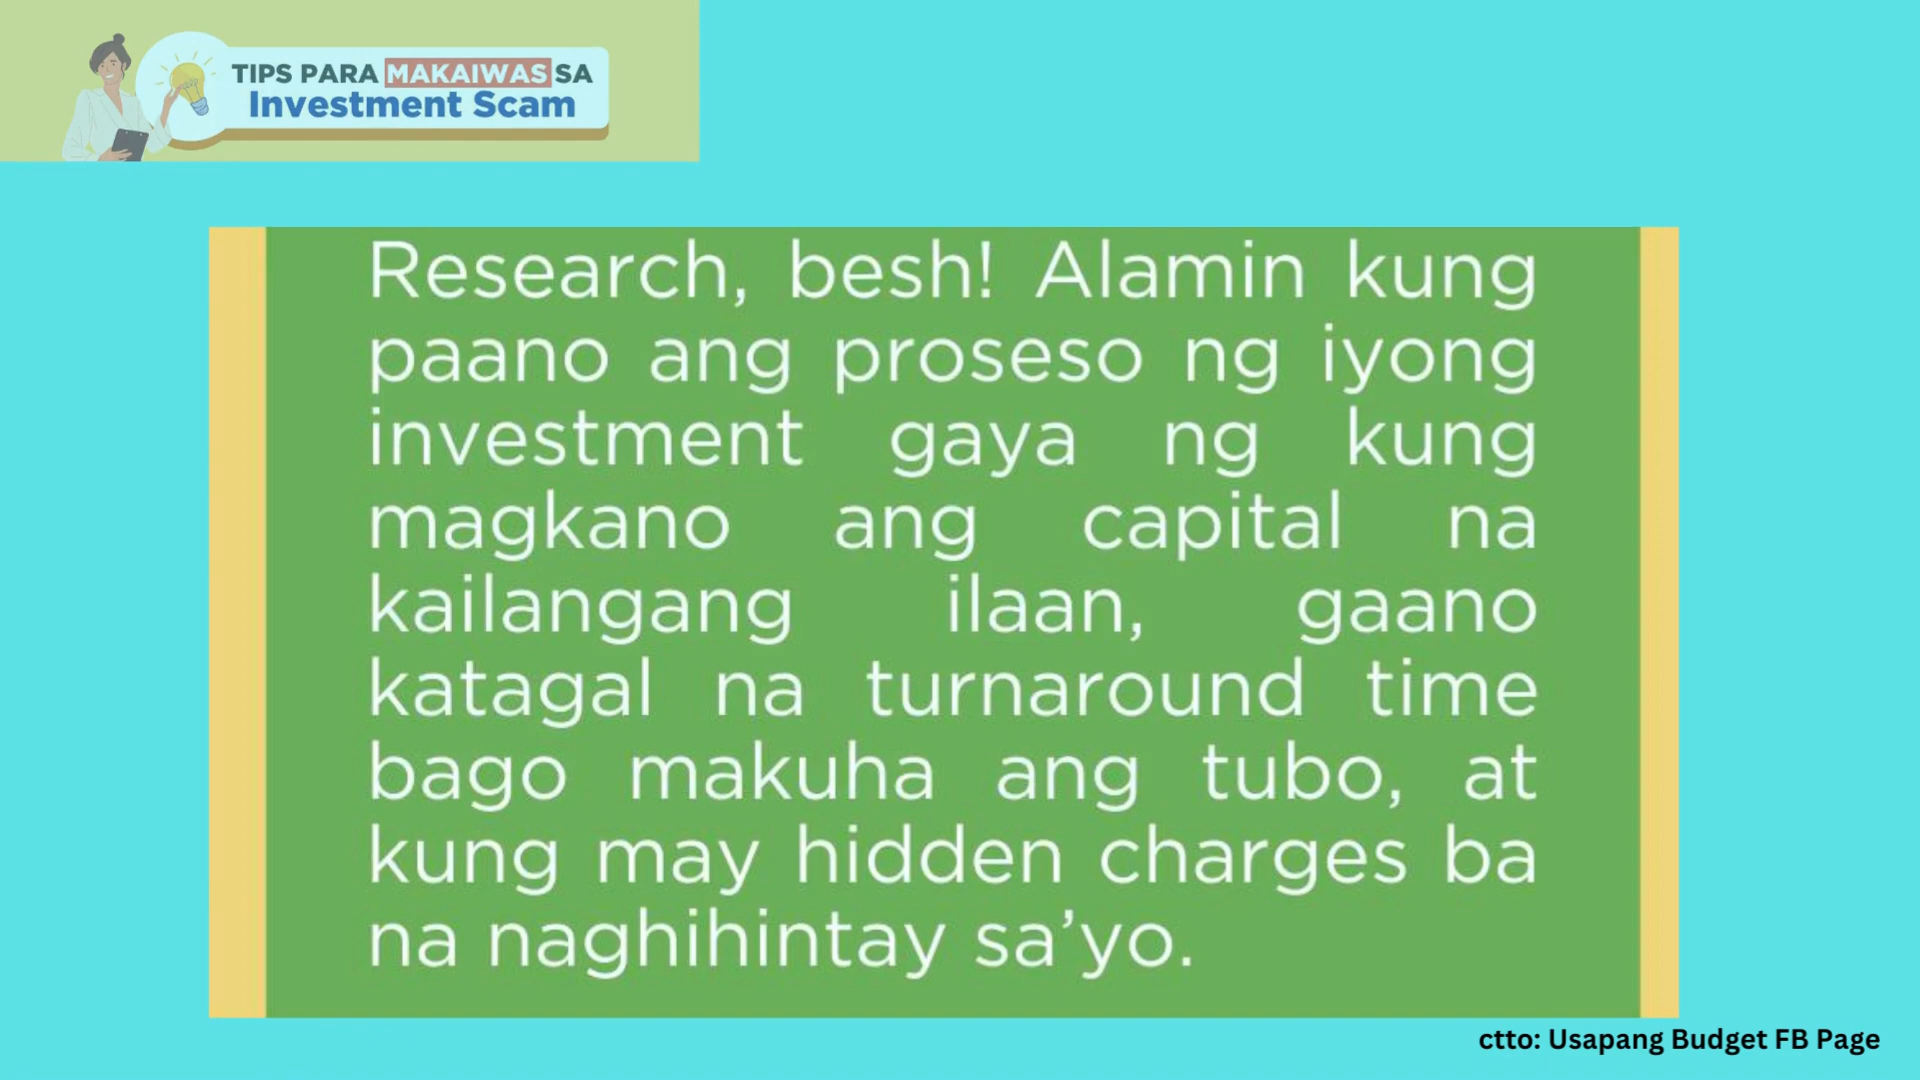 TIPS PARA MAKAIWAS SA
Investment Scam
Research, besh! Alamin kung
paano ang proseso ng iyong
investment gaya ng kung
magkano ang capital na
kailangang ilaan, gaano
katagal na turnaround time
bago makuha ang tubo, at
kung may hidden charges ba
na naghihintay sa'yo.
ctto: Usapang Budget FB Page